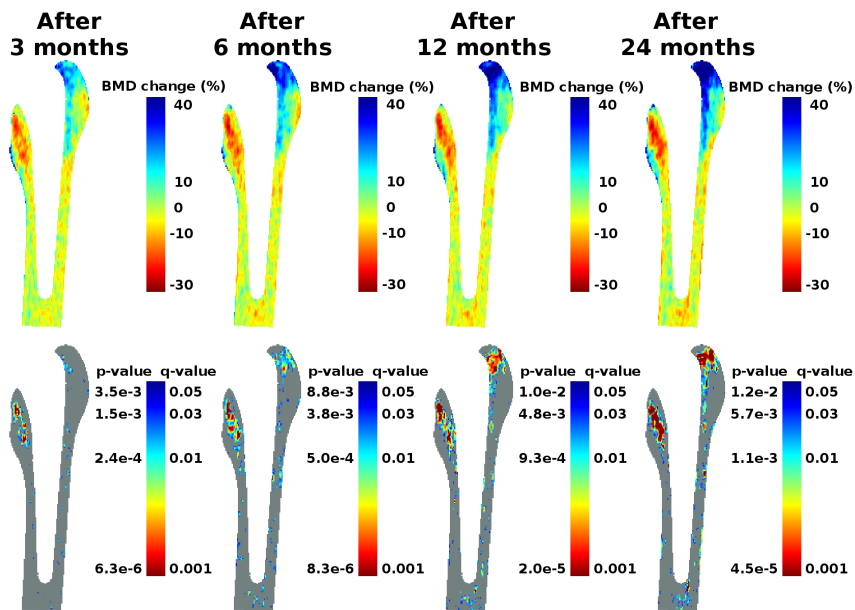 After
3 months
After
6 months
After
12 months
After
24 months
BMD change (%)
40
10
0
-10
-30
BMD change (%)
40
10
0
-10
-30
BMD change (%)
40
10
0
-10
-30
BMD change (%)
40
10
0
-10
-30
p-value q-value
3.5e-3 0.05
1.5e-3 0.03
2.4e-4 0.01
6.3e-6 0.001
p-value q-value
8.8e-3 0.05
3.8e-3 0.03
5.0e-4 0.01
8.3e-6 0.001
p-value q-value
1.0e-2 0.05
4.8e-3 0.03
9.3e-4 0.01
2.0e-5 0.001
p-value q-value
1.2e-2 0.05
5.7e-3 0.03
1.1e-3 0.01
4.5e-5 0.001